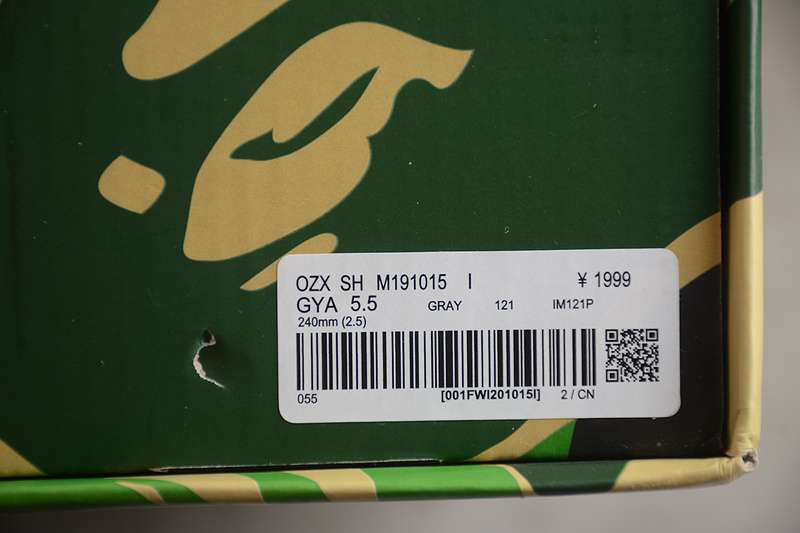 OZX SH M191015 I ¥ 1999
GYA 5.5 GRAY 121 IM121P
240mm (2.5)
055 [001FWI201015I] 2 / CN